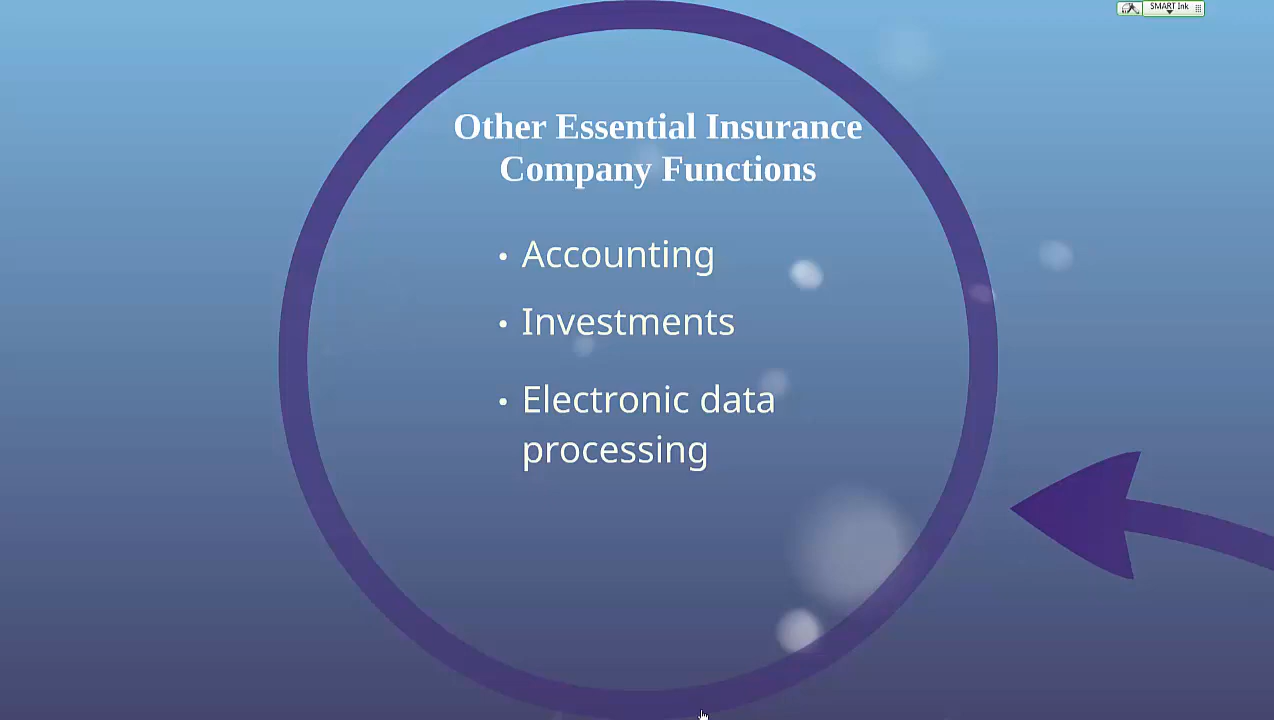 SMART Ink
Other Essential Insurance
Company Functions
• Accounting
• Investments
• Electronic data
processing